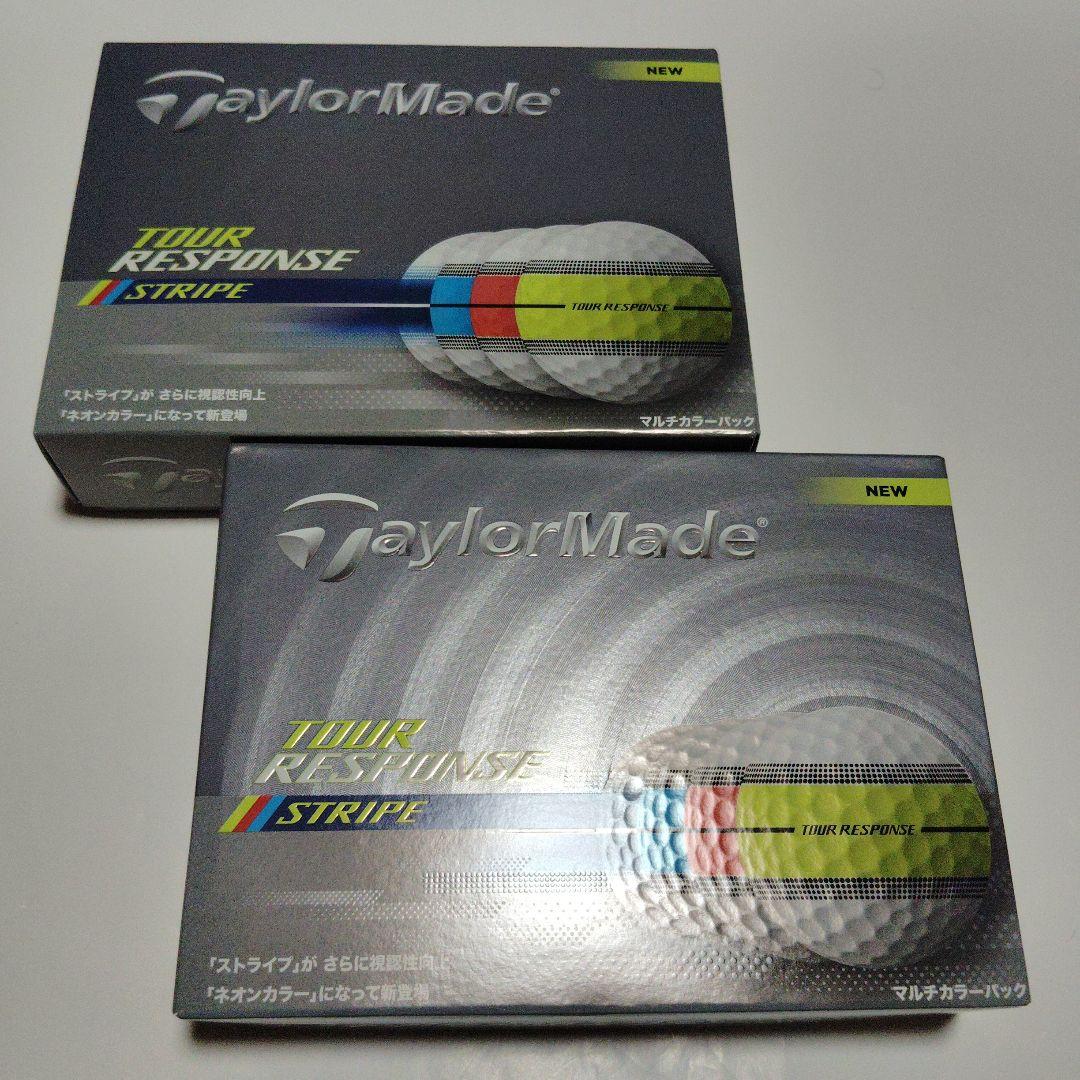 TaylorMade®
NEW
TOUR
RESPONSE
STRIPE
TOUR RESPONSE
「ストライプ」が さらに視認性向上
「ネオンカラー」になって新登場
マルチカラーパック
Taylor
TaylorMade®
NEW
TOUR
RESPONSE
STRIPE
TOUR RESPONSE
「ストライプ」が さらに視認性向上
「ネオンカラー」になって新登場
マルチカラーパック